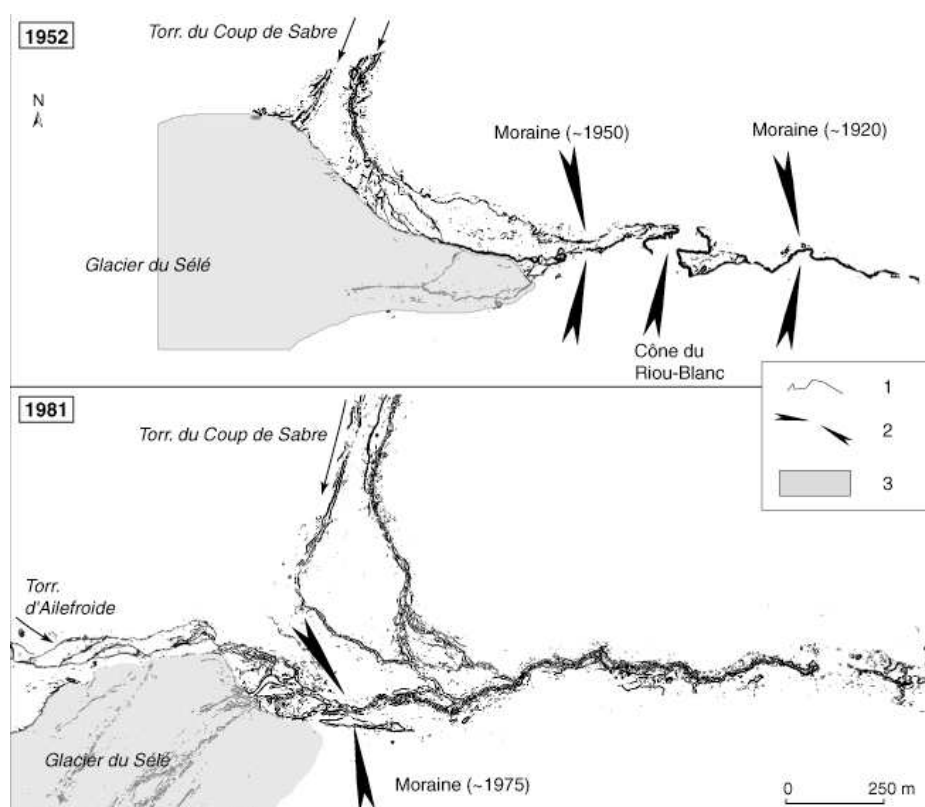 1952
Torr. du Coup de Sabre
N
Moraine (~1950)
Moraine (~1920)
Glacier du Sélé
Cône du
Riou-Blanc
1
2
3
1981
Torr. du Coup de Sabre
Torr.
d'Ailefroide
Glacier du Sélé
Moraine (~1975)
0 250 m